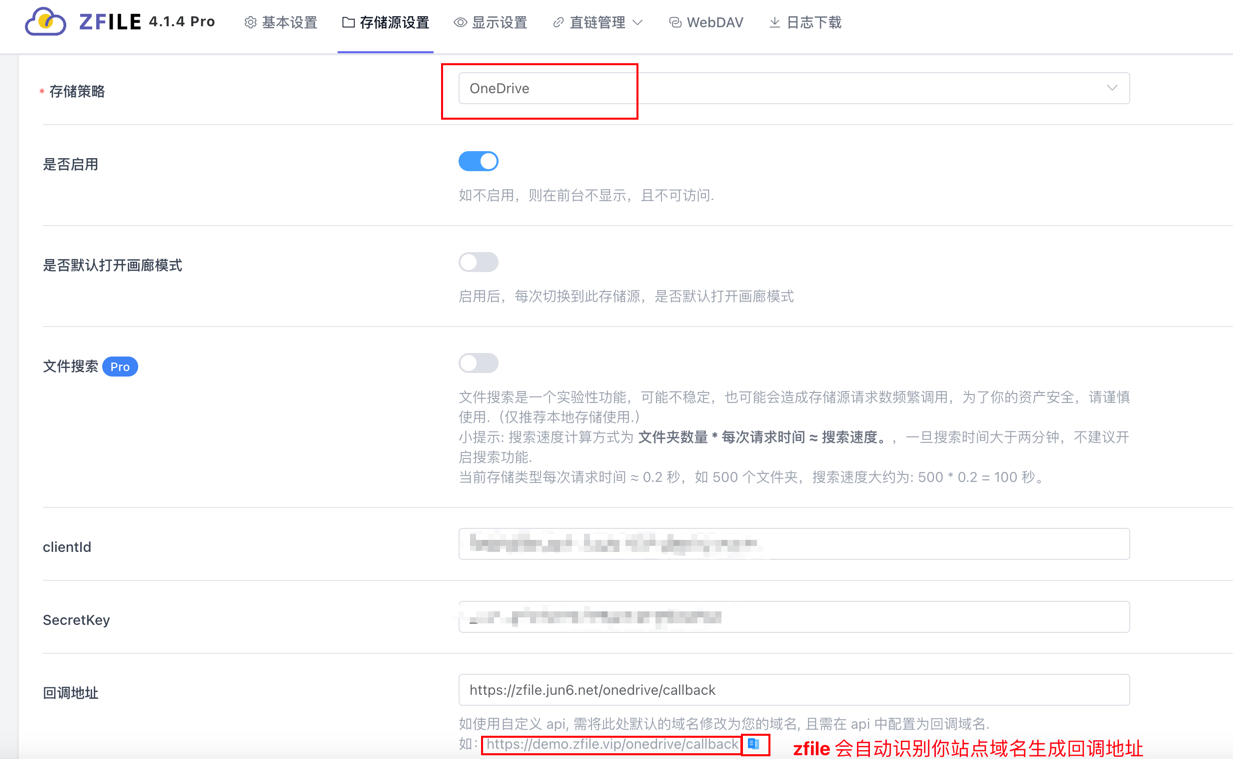 ZFILE 4.1.4 Pro 基本设置 存储源设置 显示设置 直链管理 WebDAV 日志下载
* 存储策略 OneDrive
是否启用
如不启用，则在前台不显示，且不可访问.
是否默认打开画廊模式
启用后，每次切换到此存储源，是否默认打开画廊模式
文件搜索 Pro
文件搜索是一个实验性功能，可能不稳定，也可能会造成存储源请求数频繁调用，为了你的资产安全，请谨慎
使用.（仅推荐本地存储使用.）
小提示: 搜索速度计算方式为 文件夹数量 * 每次请求时间 ≈ 搜索速度。，一旦搜索时间大于两分钟，不建议开
启搜索功能.
当前存储类型每次请求时间 ≈ 0.2 秒，如 500 个文件夹，搜索速度大约为: 500 * 0.2 = 100 秒。
clientId
SecretKey
回调地址 https://zfile.jun6.net/onedrive/callback
如使用自定义 api, 需将此处默认的域名修改为您的域名, 且需在 api 中配置为回调域名.
如： https://demo.zfile.vip/onedrive/callback zfile 会自动识别你站点域名生成回调地址